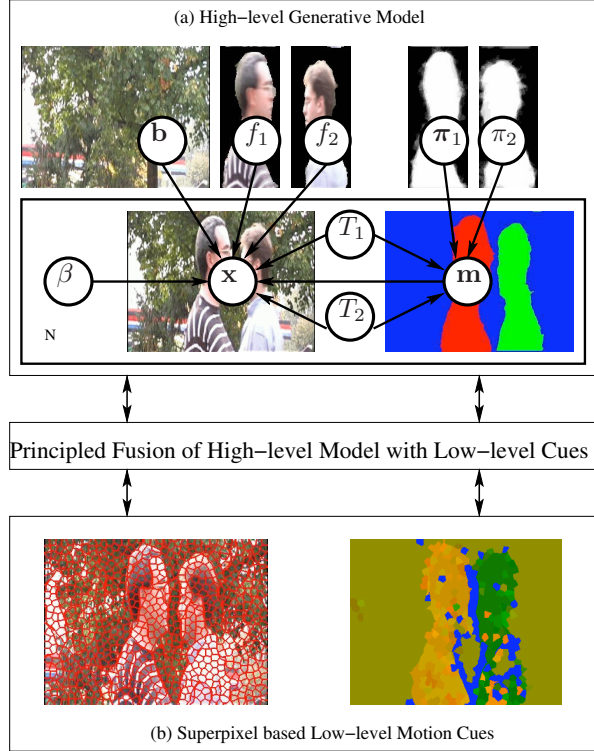 (a) High-level Generative Model
b f₁ f₂ 𝝅₁ π₂
T₁
β x m
T₂
N
Principled Fusion of High-level Model with Low-level Cues
(b) Superpixel based Low-level Motion Cues